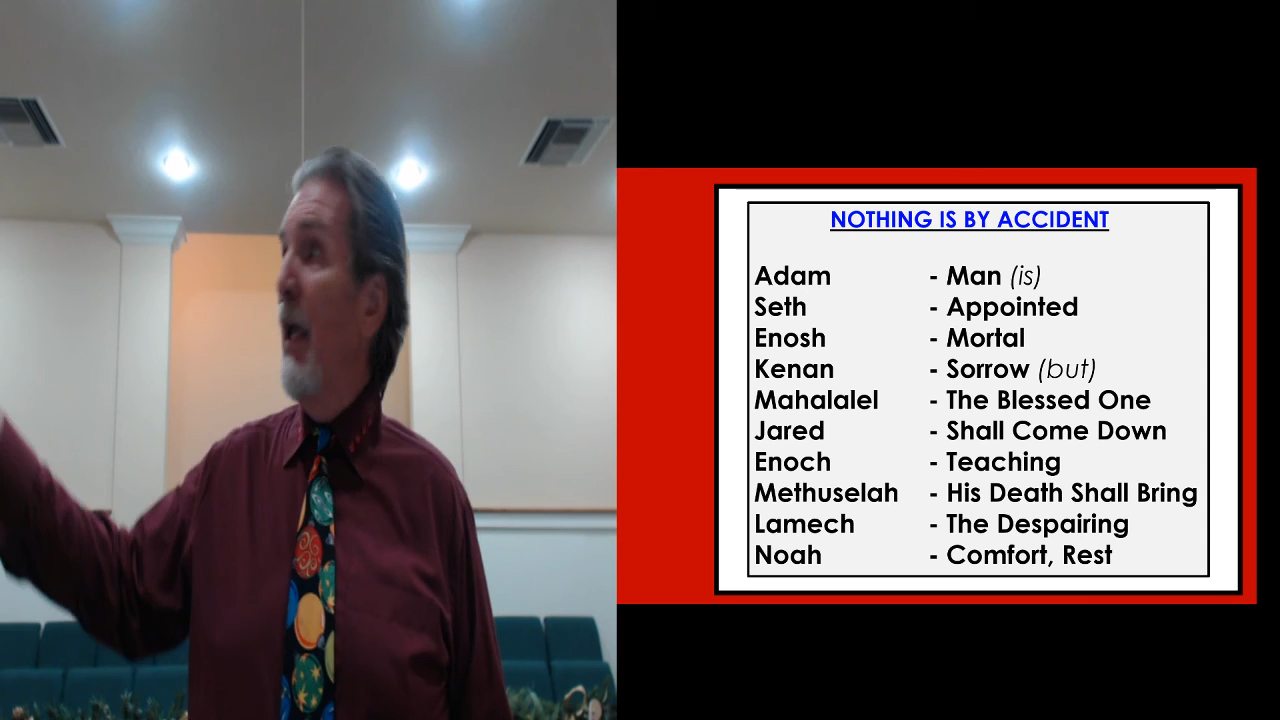 NOTHING IS BY ACCIDENT
Adam - Man (is)
Seth - Appointed
Enosh - Mortal
Kenan - Sorrow (but)
Mahalalel - The Blessed One
Jared - Shall Come Down
Enoch - Teaching
Methuselah - His Death Shall Bring
Lamech - The Despairing
Noah - Comfort, Rest